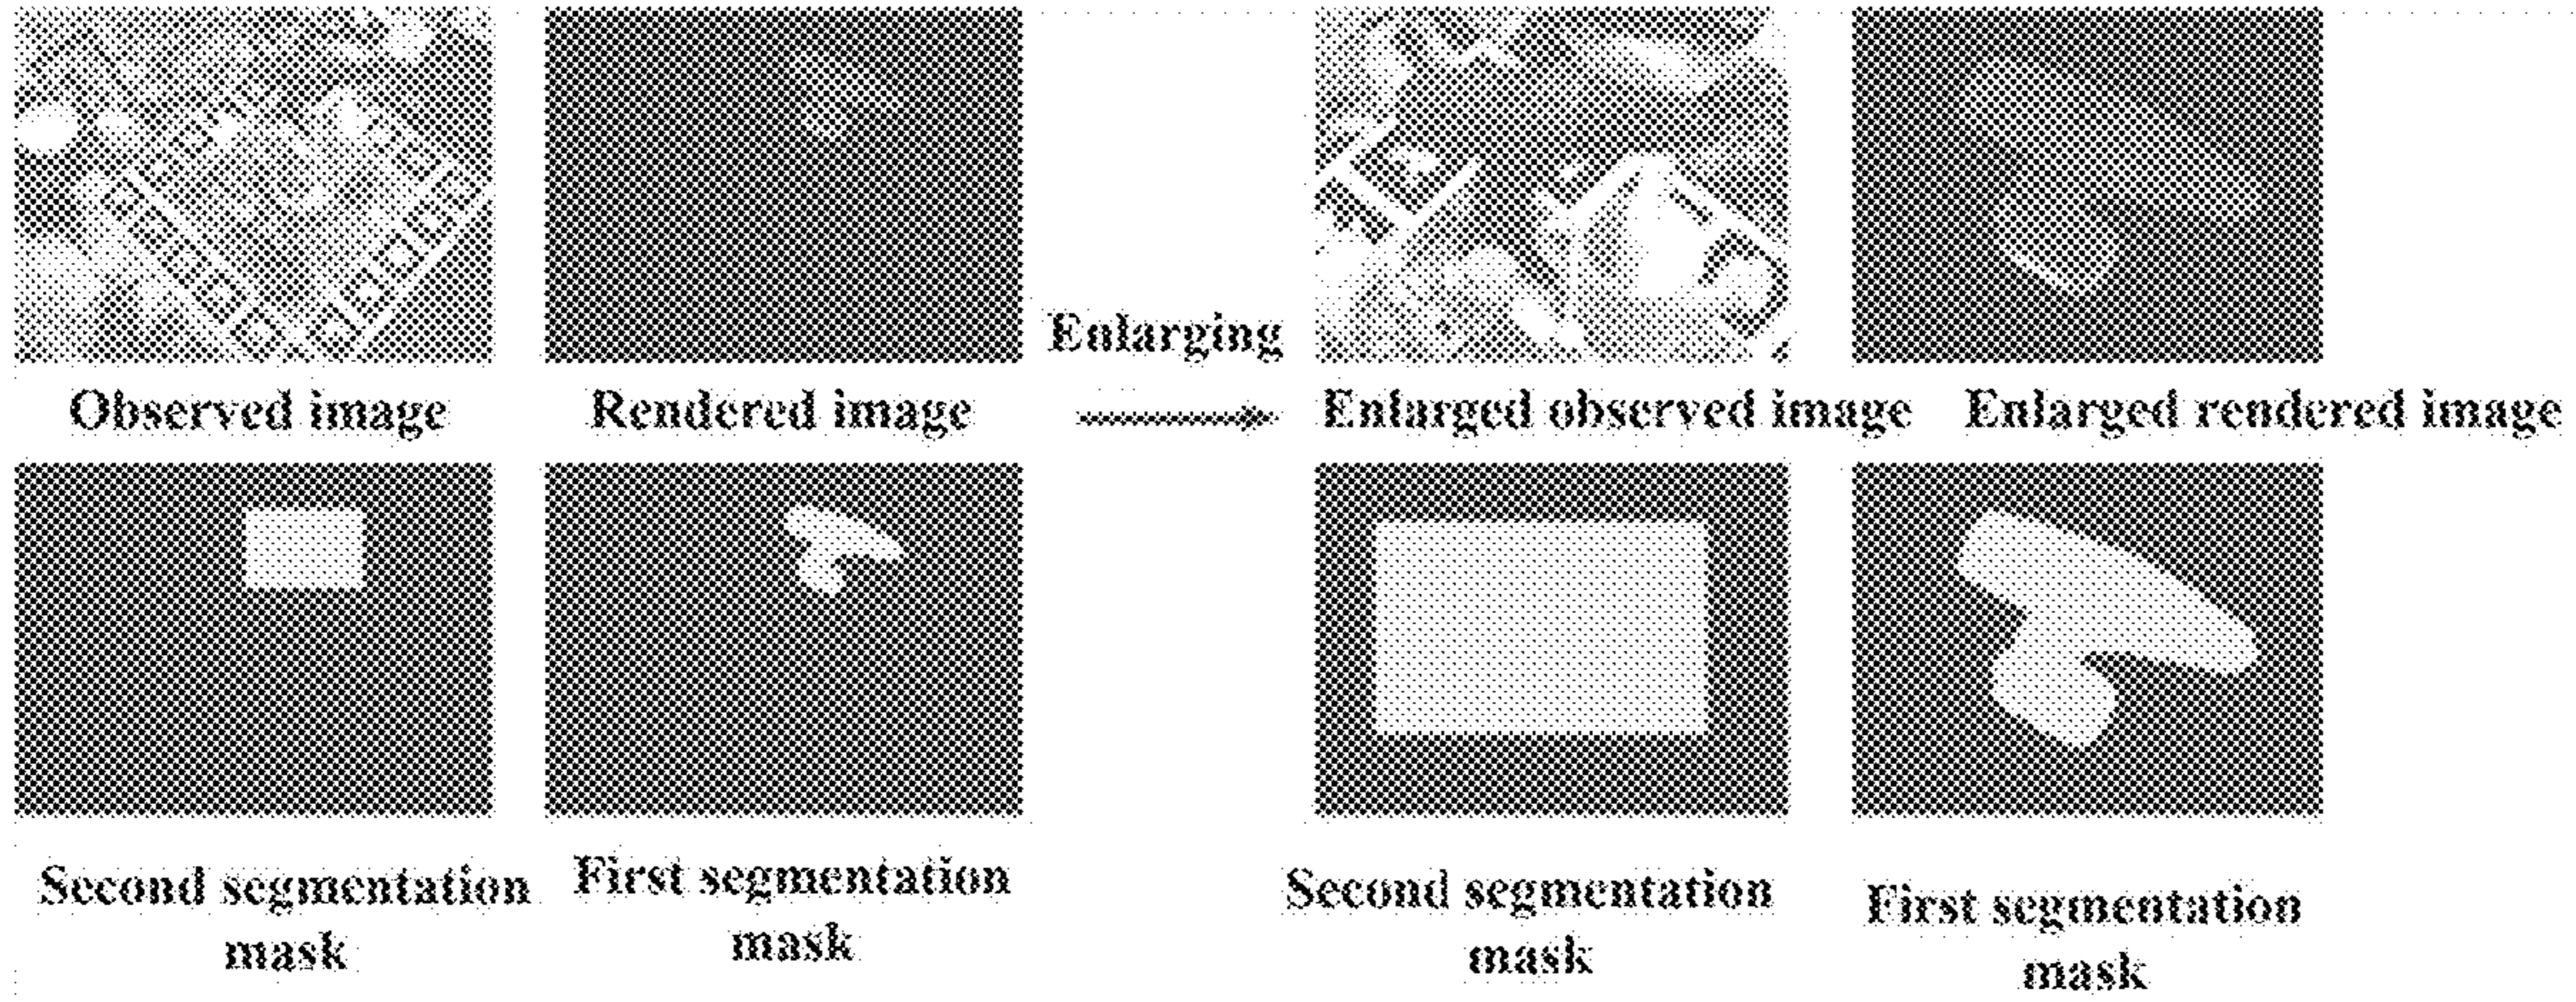 Enlarging
Observed image
Rendered image
Enlarged observed image
Enlarged rendered image
Second segmentation
mask
First segmentation
mask
Second segmentation
mask
First segmentation
mask